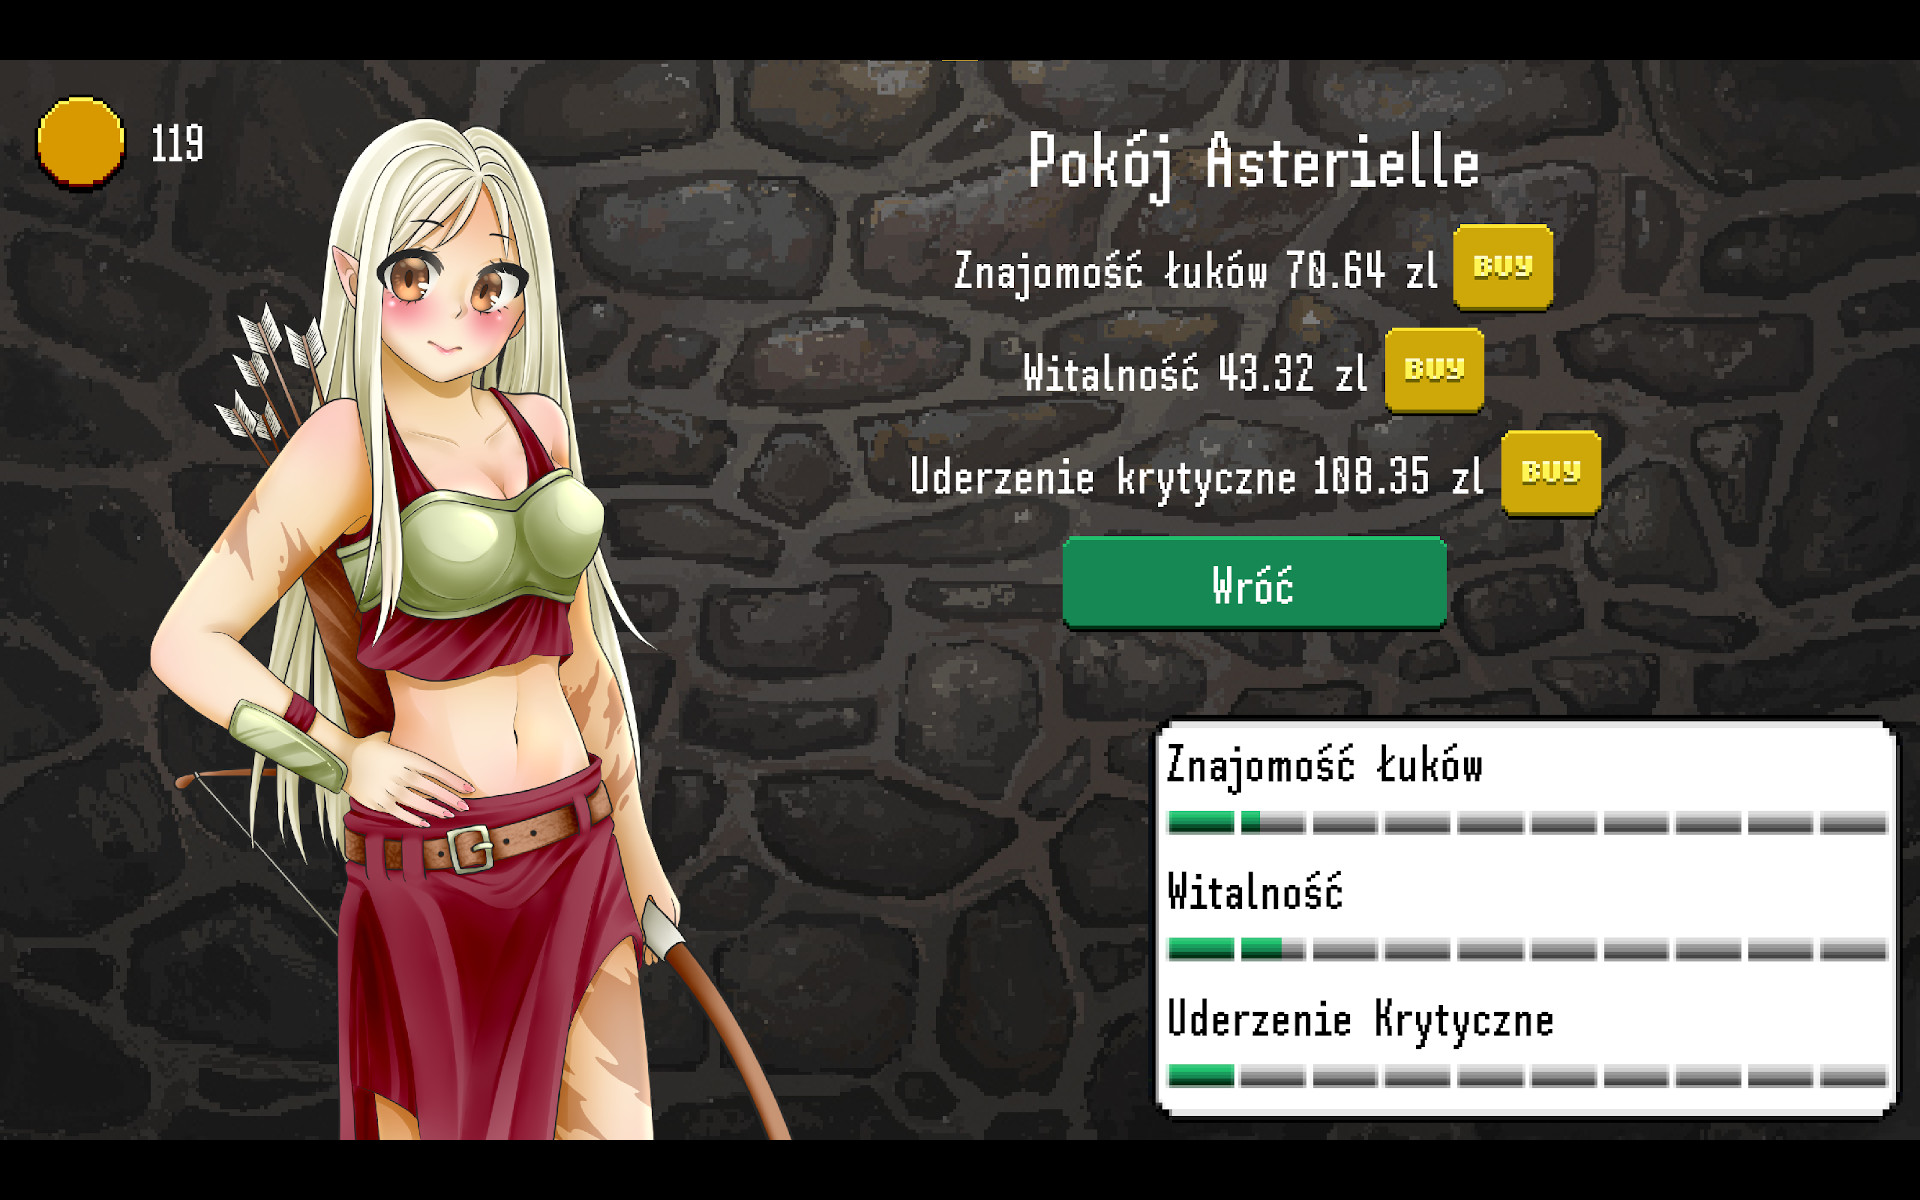 119
Pokój Asterielle
Znajomość łuków 70.64 zl BUY
Witalność 43.32 zl BUY
Uderzenie krytyczne 108.35 zl BUY
Wróć
Znajomość Łuków
Witalność
Uderzenie Krytyczne